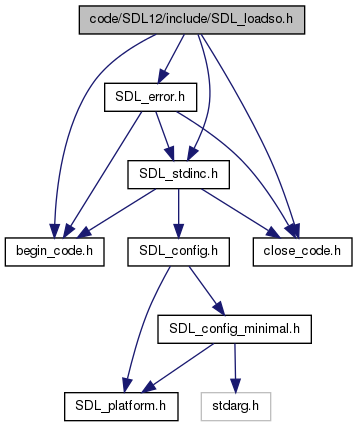 code/SDL12/include/SDL_loadso.h
SDL_error.h
SDL_stdinc.h
begin_code.h
SDL_config.h
close_code.h
SDL_config_minimal.h
SDL_platform.h
stdarg.h